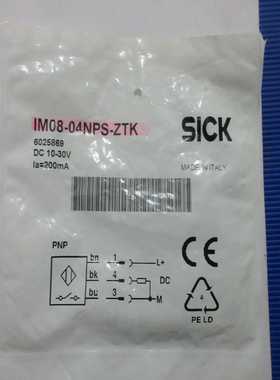 IM08-04NPS-ZTK
SICK
6025869
DC 10-30V
Ia=200mA
MADE IN ITALY
CE
PNP
bn 1 L+
bk 4 DC
bu 3 M
4
PE LD